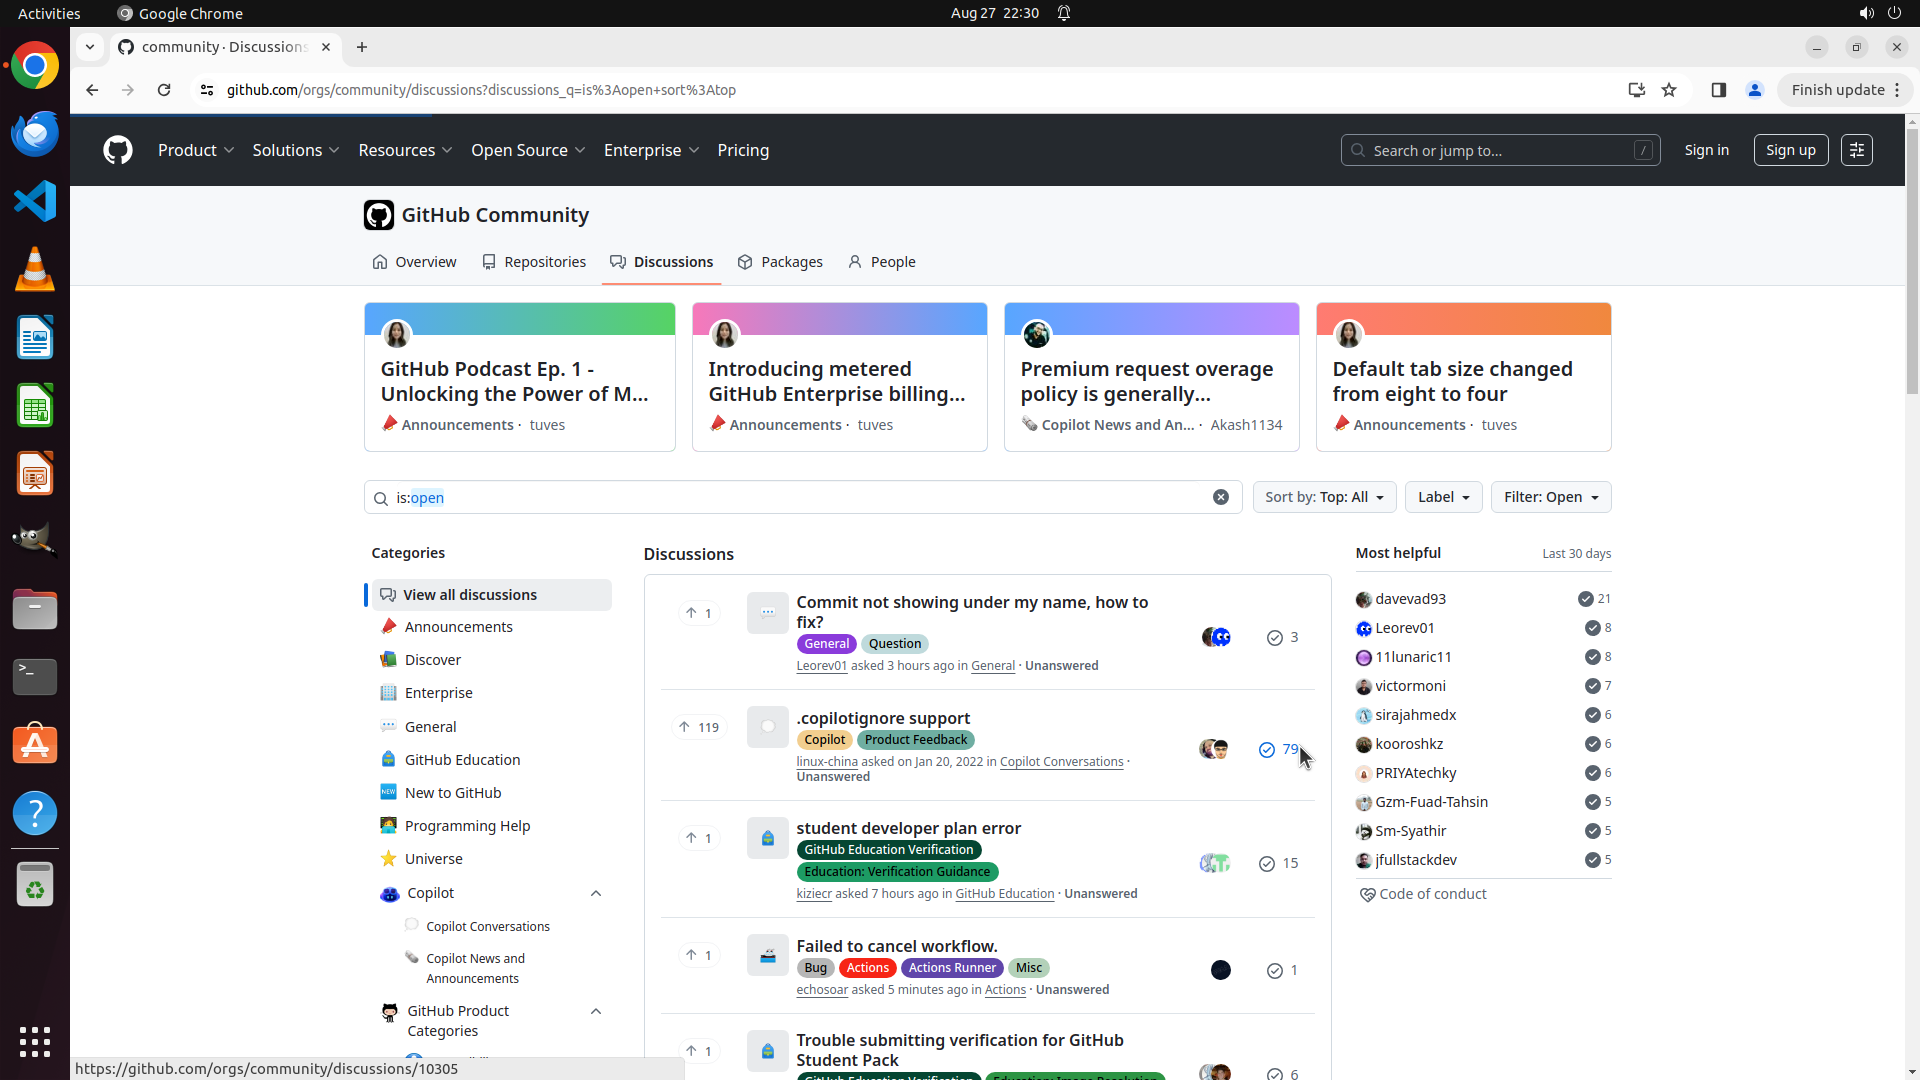 Activities
Google Chrome
Aug 27 22:30
community · Discussions
github.com/orgs/community/discussions?discussions_q=is%3Aopen+sort%3Atop
Finish update
Product
Solutions
Resources
Open Source
Enterprise
Pricing
Search or jump to...
/
Sign in
Sign up
GitHub Community
Overview
Repositories
Discussions
Packages
People
GitHub Podcast Ep. 1 -
Unlocking the Power of M...
Announcements · tuves
Introducing metered
GitHub Enterprise billing...
Announcements · tuves
Premium request overage
policy is generally...
Copilot News and An... · Akash1134
Default tab size changed
from eight to four
Announcements · tuves
is:open
Sort by: Top: All
Label
Filter: Open
Categories
View all discussions
Announcements
Discover
Enterprise
General
GitHub Education
New to GitHub
Programming Help
Universe
Copilot
Copilot Conversations
Copilot News and
Announcements
GitHub Product
Categories
Discussions
1
Commit not showing under my name, how to
fix?
General Question
Leorev01 asked 3 hours ago in General · Unanswered
3
119
.copilotignore support
Copilot Product Feedback
linux-china asked on Jan 20, 2022 in Copilot Conversations ·
Unanswered
79
1
student developer plan error
GitHub Education Verification
Education: Verification Guidance
kiziecr asked 7 hours ago in GitHub Education · Unanswered
15
1
Failed to cancel workflow.
Bug Actions Actions Runner Misc
echosoar asked 5 minutes ago in Actions · Unanswered
1
1
Trouble submitting verification for GitHub
Student Pack
GitHub Education Verification Education: Image Resolution
6
Most helpful
Last 30 days
davevad93 21
Leorev01 8
11lunaric11 8
victormoni 7
sirajahmedx 6
kooroshkz 6
PRIYAtechky 6
Gzm-Fuad-Tahsin 5
Sm-Syathir 5
jfullstackdev 5
Code of conduct
https://github.com/orgs/community/discussions/10305